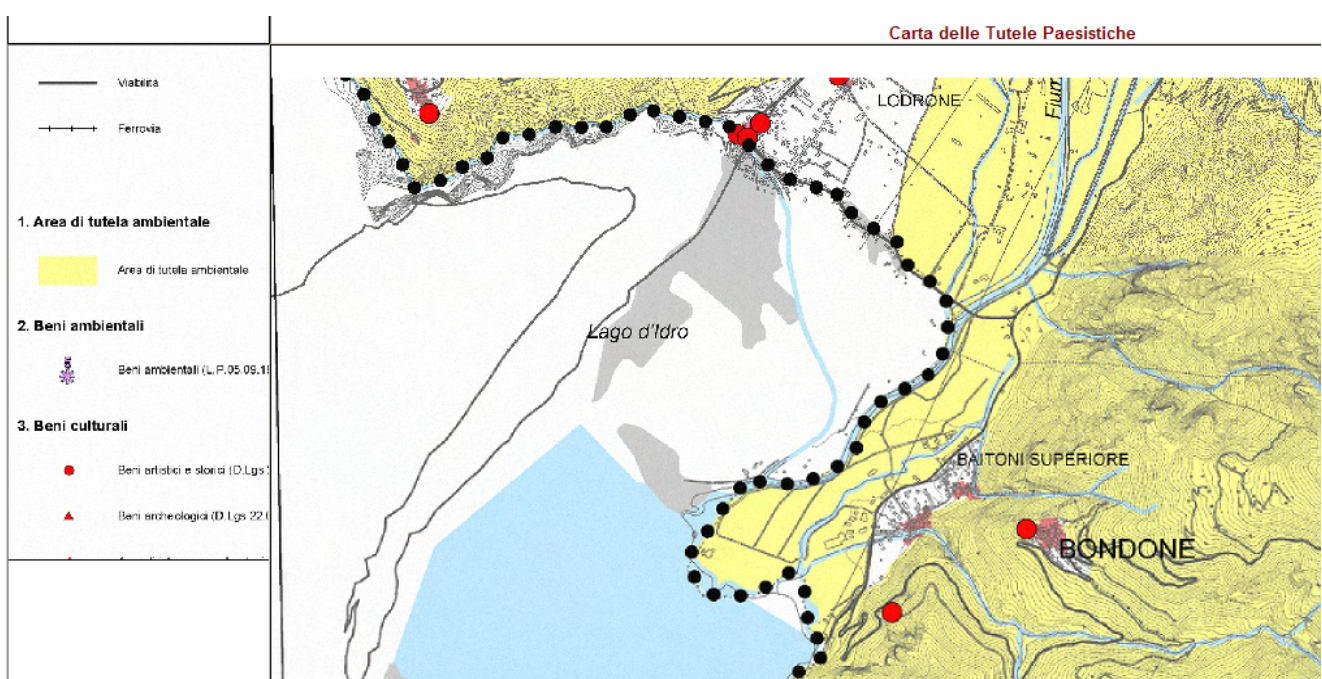 Carta delle Tutele Paesistiche
Viabilità
Ferrovia
1. Area di tutela ambientale
Area di tutela ambientale
2. Beni ambientali
Beni ambientali (L.P.05.09.19
3. Beni culturali
Beni artistici e storici (D.Lgs
Beni archeologici (D.Lgs 22.0
LODRONE
Fium
Lago d'Idro
BAITONI SUPERIORE
BONDONE